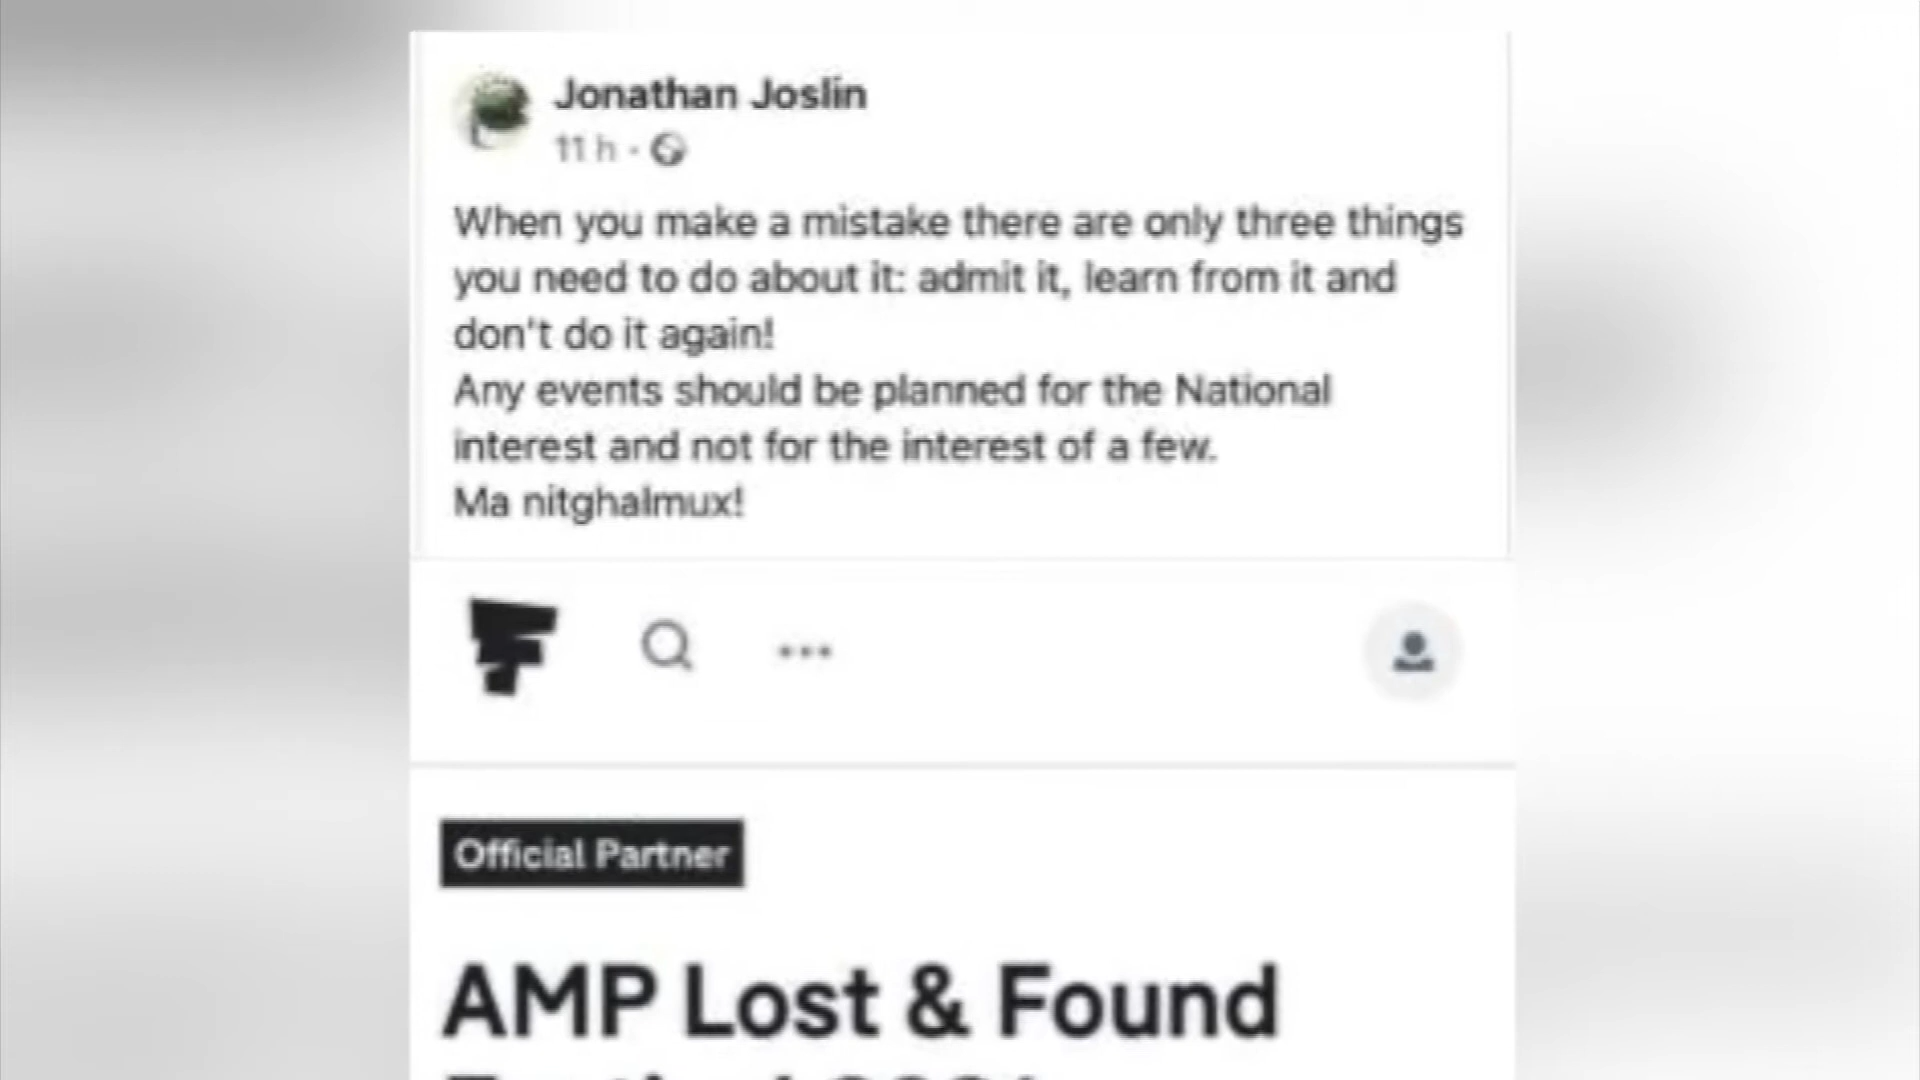 Jonathan Joslin
11 h ·
When you make a mistake there are only three things
you need to do about it: admit it, learn from it and
don't do it again!
Any events should be planned for the National
interest and not for the interest of a few.
Ma nitghalmux!
Official Partner
AMP Lost & Found